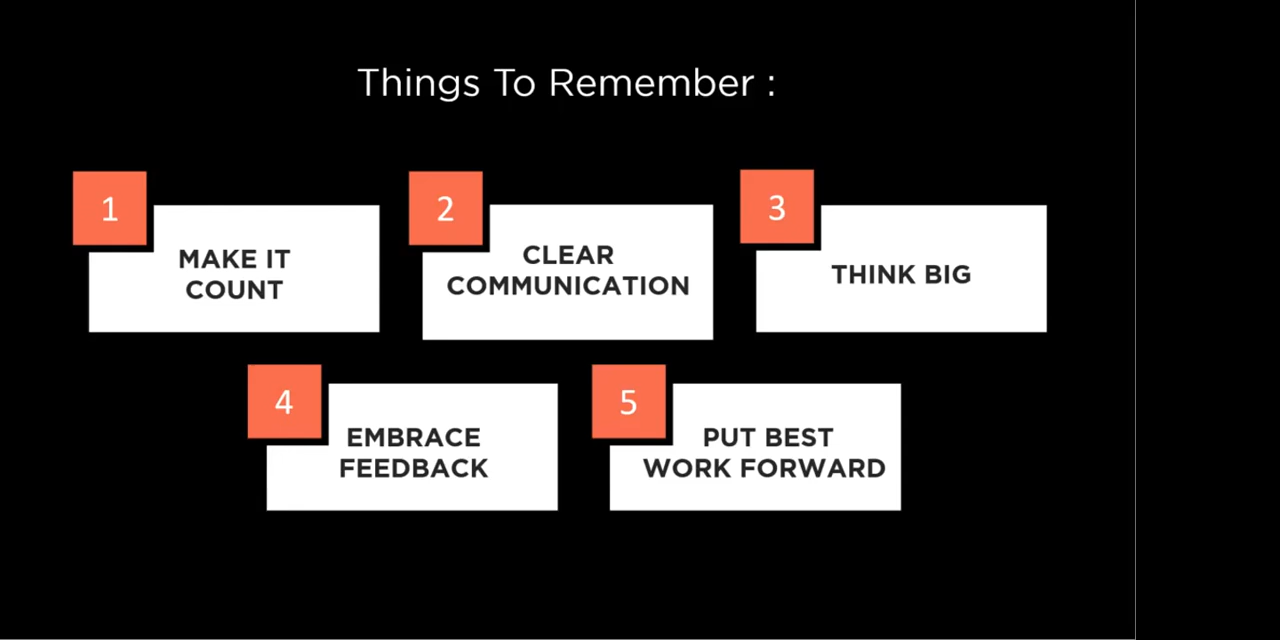 Things To Remember :
1
MAKE IT
COUNT
2
CLEAR
COMMUNICATION
3
THINK BIG
4
EMBRACE
FEEDBACK
5
PUT BEST
WORK FORWARD